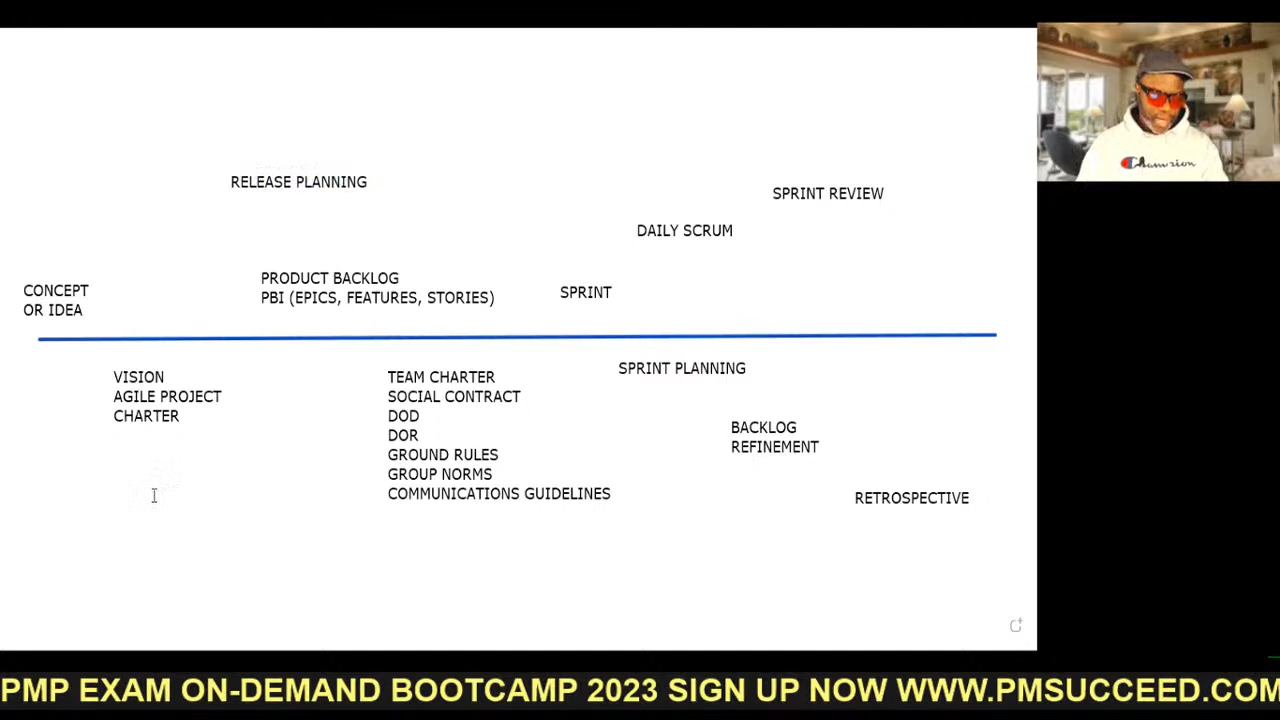 RELEASE PLANNING
SPRINT REVIEW
DAILY SCRUM
CONCEPT
OR IDEA
PRODUCT BACKLOG
PBI (EPICS, FEATURES, STORIES)
SPRINT
VISION
AGILE PROJECT
CHARTER
TEAM CHARTER
SOCIAL CONTRACT
DOD
DOR
GROUND RULES
GROUP NORMS
COMMUNICATIONS GUIDELINES
SPRINT PLANNING
BACKLOG
REFINEMENT
RETROSPECTIVE
Champion
PMP EXAM ON-DEMAND BOOTCAMP 2023 SIGN UP NOW WWW.PMSUCCEED.COM